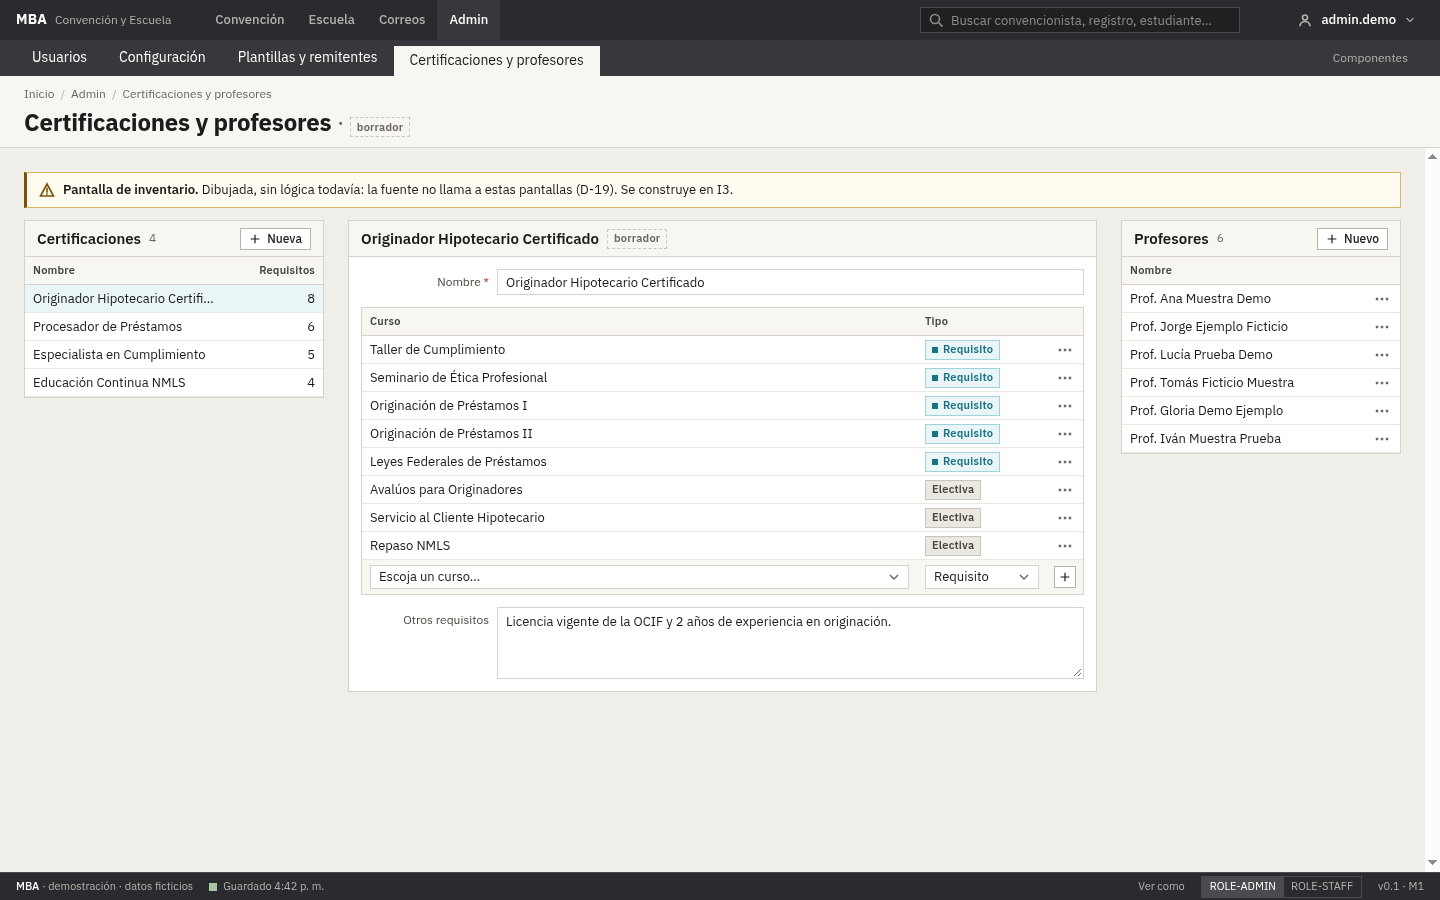 MBA Convención y Escuela Convención Escuela Correos Admin Buscar convencionista, registro, estudiante... admin.demo
Usuarios Configuración Plantillas y remitentes Certificaciones y profesores Componentes
Inicio / Admin / Certificaciones y profesores
Certificaciones y profesores · borrador
Pantalla de inventario. Dibujada, sin lógica todavía: la fuente no llama a estas pantallas (D-19). Se construye en I3.
Certificaciones 4 + Nueva
Nombre Requisitos
Originador Hipotecario Certifi... 8
Procesador de Préstamos 6
Especialista en Cumplimiento 5
Educación Continua NMLS 4
Originador Hipotecario Certificado borrador
Nombre * Originador Hipotecario Certificado
Curso Tipo
Taller de Cumplimiento Requisito
Seminario de Ética Profesional Requisito
Originación de Préstamos I Requisito
Originación de Préstamos II Requisito
Leyes Federales de Préstamos Requisito
Avalúos para Originadores Electiva
Servicio al Cliente Hipotecario Electiva
Repaso NMLS Electiva
Escoja un curso... Requisito +
Otros requisitos Licencia vigente de la OCIF y 2 años de experiencia en originación.
Profesores 6 + Nuevo
Nombre
Prof. Ana Muestra Demo
Prof. Jorge Ejemplo Ficticio
Prof. Lucía Prueba Demo
Prof. Tomás Ficticio Muestra
Prof. Gloria Demo Ejemplo
Prof. Iván Muestra Prueba
MBA · demostración · datos ficticios Guardado 4:42 p. m. Ver como ROLE-ADMIN ROLE-STAFF v0.1 · M1